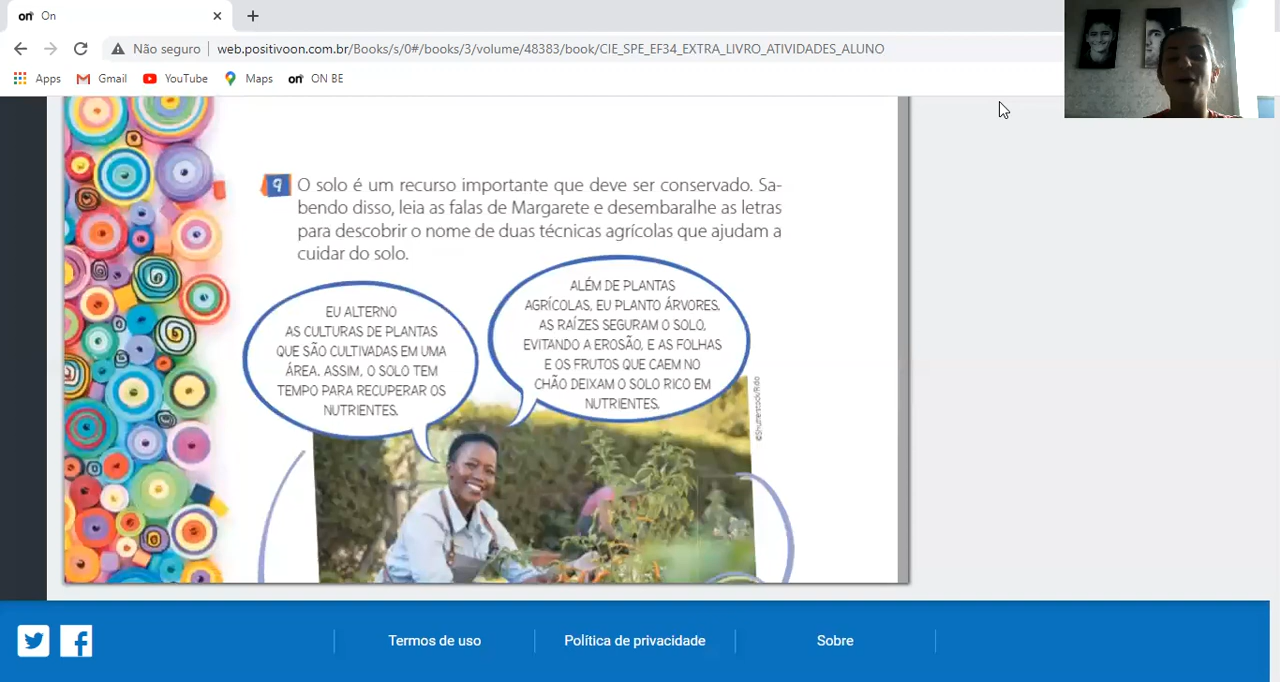 on On
Não seguro | web.positivoon.com.br/Books/s/0#/books/3/volume/48383/book/CIE_SPE_EF34_EXTRA_LIVRO_ATIVIDADES_ALUNO
Apps Gmail YouTube Maps on ON BE
9 O solo é um recurso importante que deve ser conservado. Sa-
bendo disso, leia as falas de Margarete e desembaralhe as letras
para descobrir o nome de duas técnicas agrícolas que ajudam a
cuidar do solo.
EU ALTERNO
AS CULTURAS DE PLANTAS
QUE SÃO CULTIVADAS EM UMA
ÁREA. ASSIM, O SOLO TEM
TEMPO PARA RECUPERAR OS
NUTRIENTES.
ALÉM DE PLANTAS
AGRÍCOLAS, EU PLANTO ÁRVORES.
AS RAÍZES SEGURAM O SOLO,
EVITANDO A EROSÃO, E AS FOLHAS
E OS FRUTOS QUE CAEM NO
CHÃO DEIXAM O SOLO RICO EM
NUTRIENTES.
©Shutterstock/Rido
Termos de uso Política de privacidade Sobre